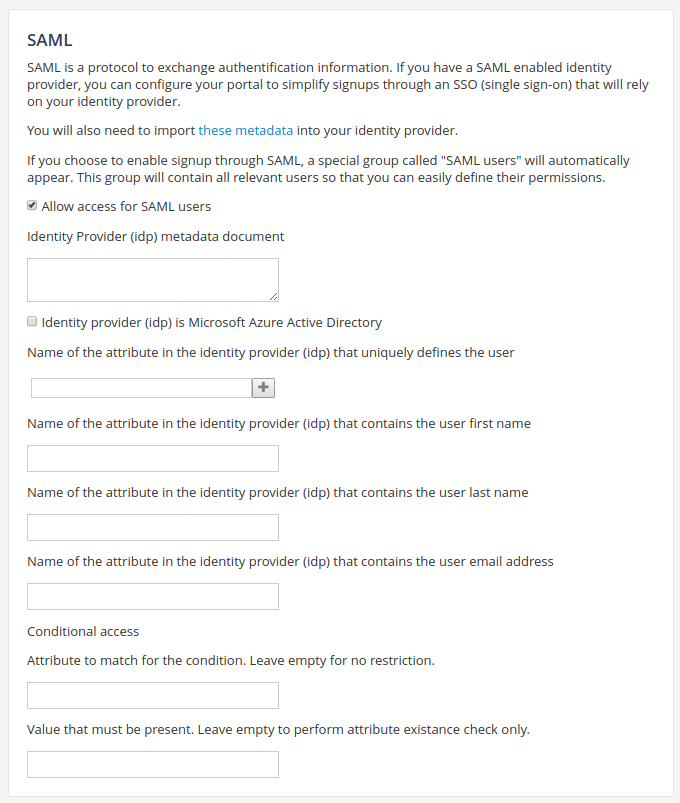 SAML
SAML is a protocol to exchange authentification information. If you have a SAML enabled identity
provider, you can configure your portal to simplify signups through an SSO (single sign-on) that will rely
on your identity provider.
You will also need to import these metadata into your identity provider.
If you choose to enable signup through SAML, a special group called "SAML users" will automatically
appear. This group will contain all relevant users so that you can easily define their permissions.
Allow access for SAML users
Identity Provider (idp) metadata document
Identity provider (idp) is Microsoft Azure Active Directory
Name of the attribute in the identity provider (idp) that uniquely defines the user
Name of the attribute in the identity provider (idp) that contains the user first name
Name of the attribute in the identity provider (idp) that contains the user last name
Name of the attribute in the identity provider (idp) that contains the user email address
Conditional access
Attribute to match for the condition. Leave empty for no restriction.
Value that must be present. Leave empty to perform attribute existance check only.